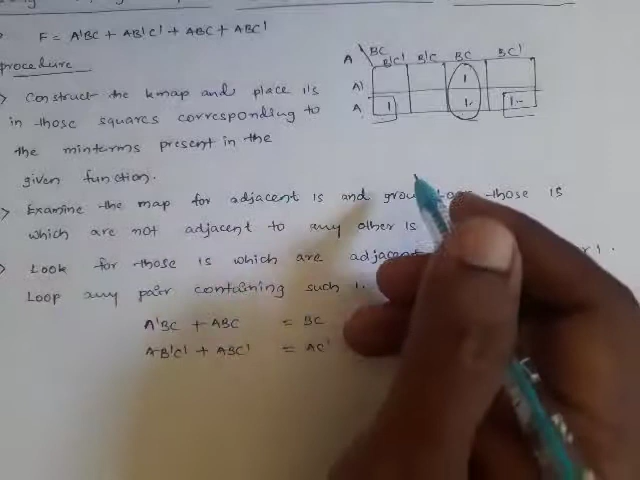 F = A'BC + AB'C' + ABC + ABC'
procedure
> Construct the kmap and place 1's
in those squares corresponding to
the minterms present in the
given function.
> Examine the map for adjacent 1s and those 1s
which are not adjacent to any other 1s
> Look for those 1s which are
Loop any pair containing such 1.
A'BC + ABC = BC
AB'C' + ABC' = AC'
A \ BC B'C' B'C BC BC'
A' 1
A 1 1 1